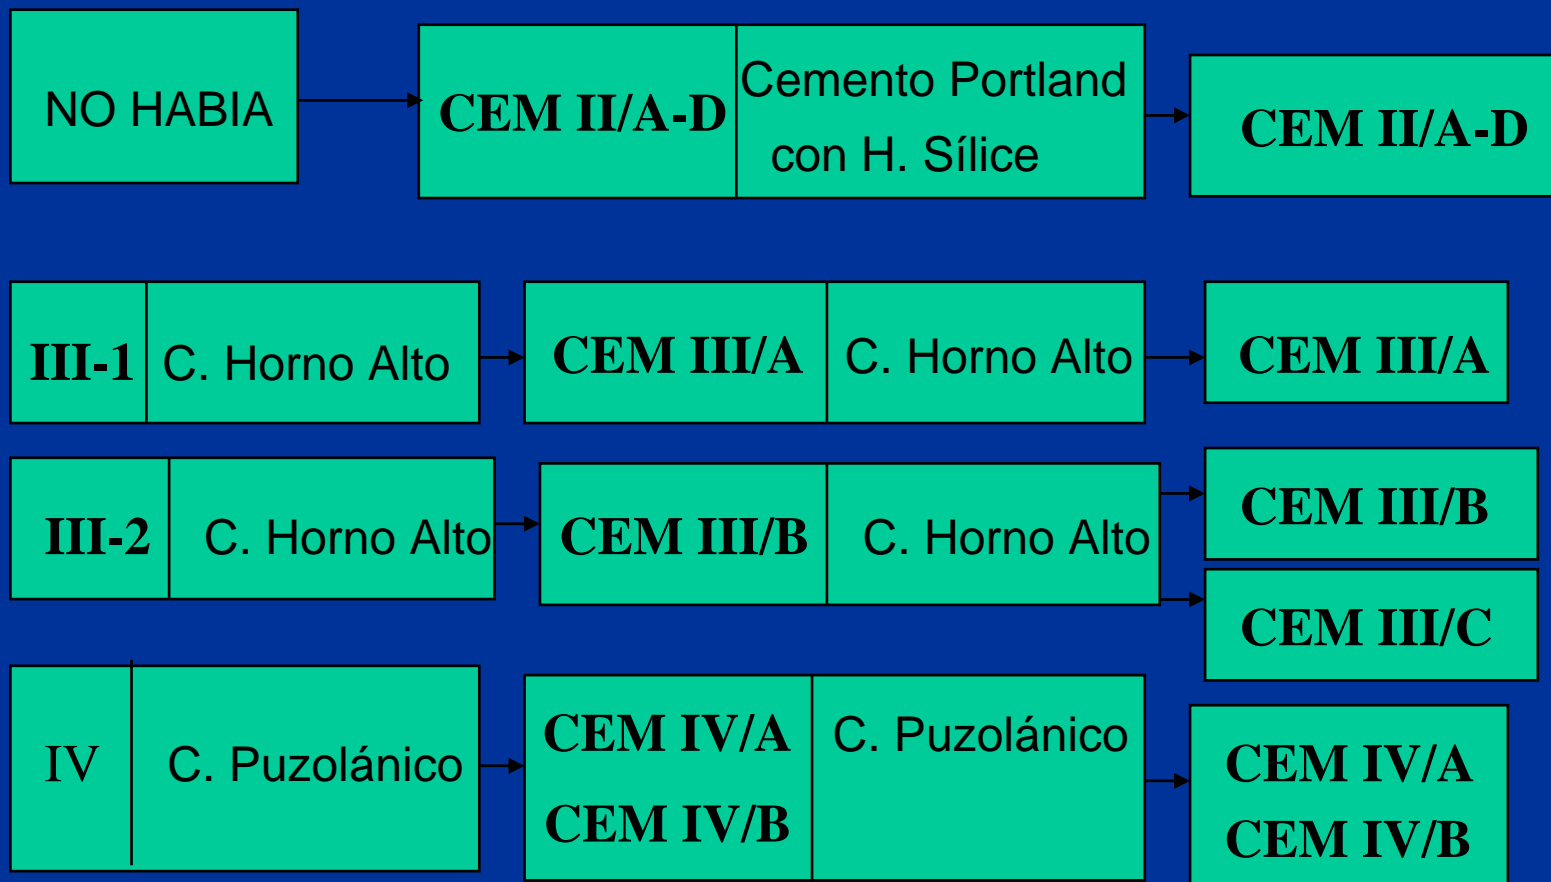 NO HABIA
CEM II/A-D
Cemento Portland
con H. Sílice
CEM II/A-D
III-1
C. Horno Alto
CEM III/A
C. Horno Alto
CEM III/A
III-2
C. Horno Alto
CEM III/B
C. Horno Alto
CEM III/B
CEM III/C
IV
C. Puzolánico
CEM IV/A
CEM IV/B
C. Puzolánico
CEM IV/A
CEM IV/B